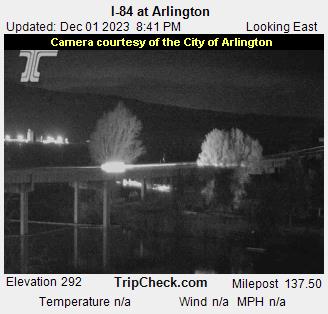 I-84 at Arlington
Updated: Dec 01 2023 8:41 PM Looking East
Camera courtesy of the City of Arlington
Elevation 292 TripCheck.com Milepost 137.50
Temperature n/a Wind n/a MPH n/a